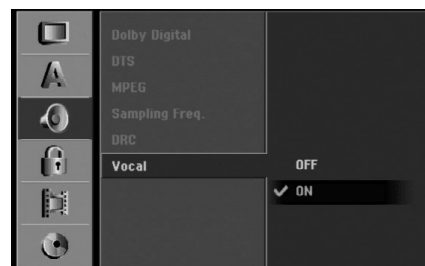 Dolby Digital
DTS
MPEG
Sampling Freq.
DRC
Vocal
OFF
ON